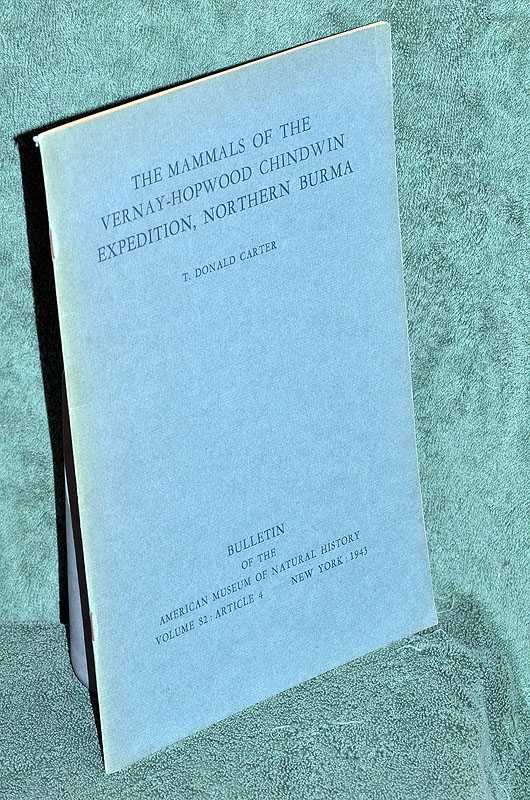 THE MAMMALS OF THE
VERNAY-HOPWOOD CHINDWIN
EXPEDITION, NORTHERN BURMA
T. DONALD CARTER
BULLETIN
OF THE
AMERICAN MUSEUM OF NATURAL HISTORY
VOLUME 82 : ARTICLE 4 NEW YORK : 1943